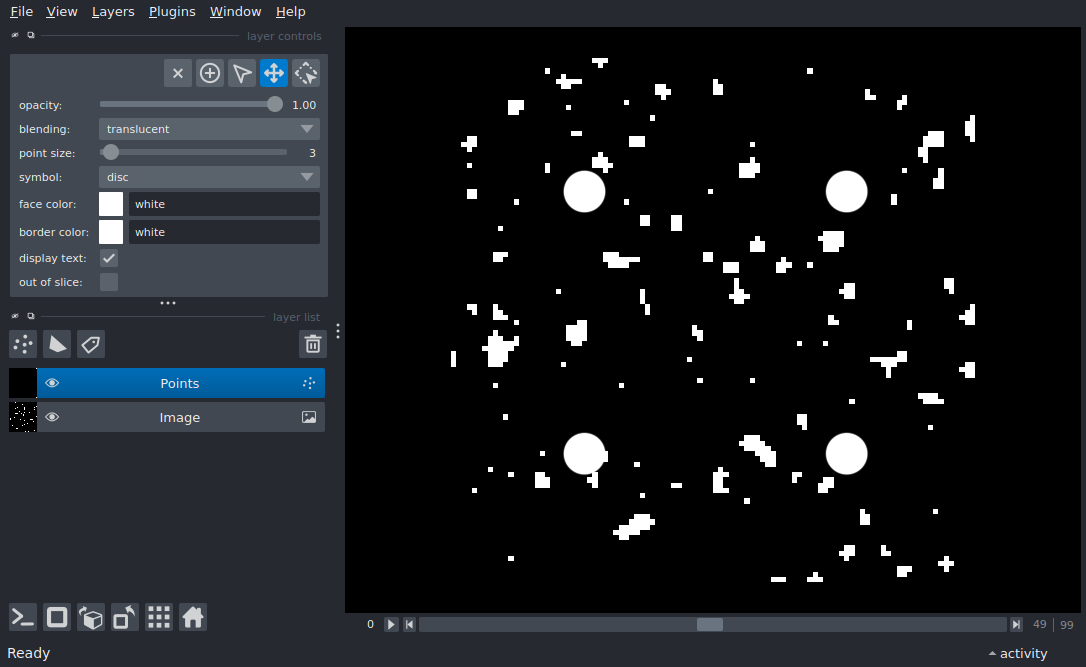 File View Layers Plugins Window Help
layer controls
opacity: 1.00
blending: translucent
point size: 3
symbol: disc
face color: white
border color: white
display text:
out of slice:
layer list
Points
Image
0 49 99
Ready activity